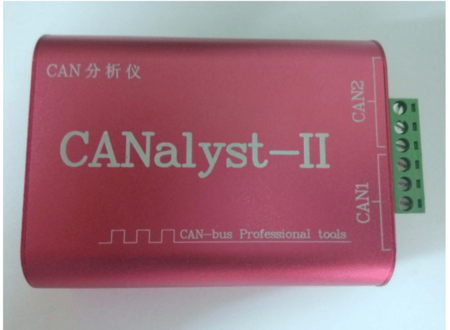 CAN分析仪
CANalyst-II
CAN2
CAN1
CAN-bus Professional tools